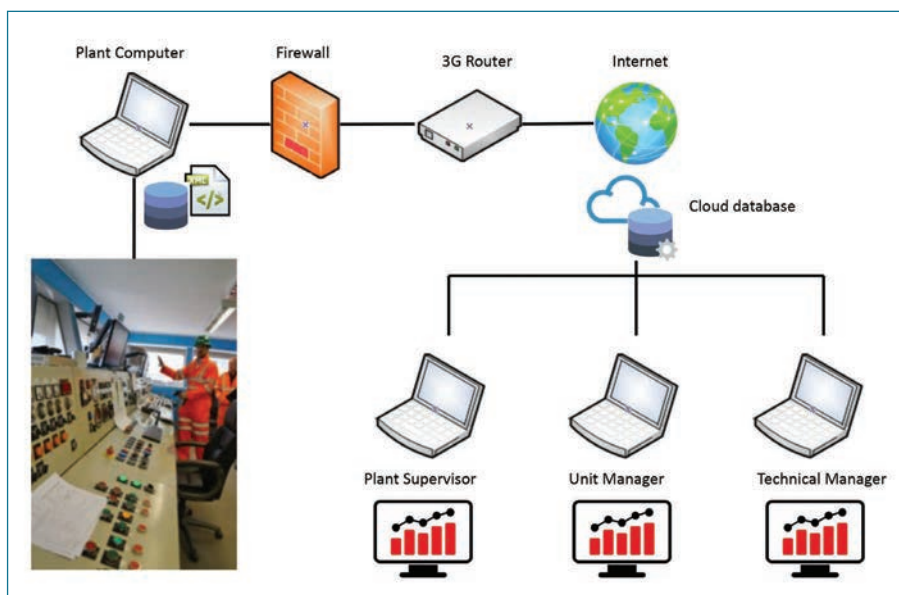 Plant Computer
Firewall
3G Router
Internet
Cloud database
Plant Supervisor
Unit Manager
Technical Manager